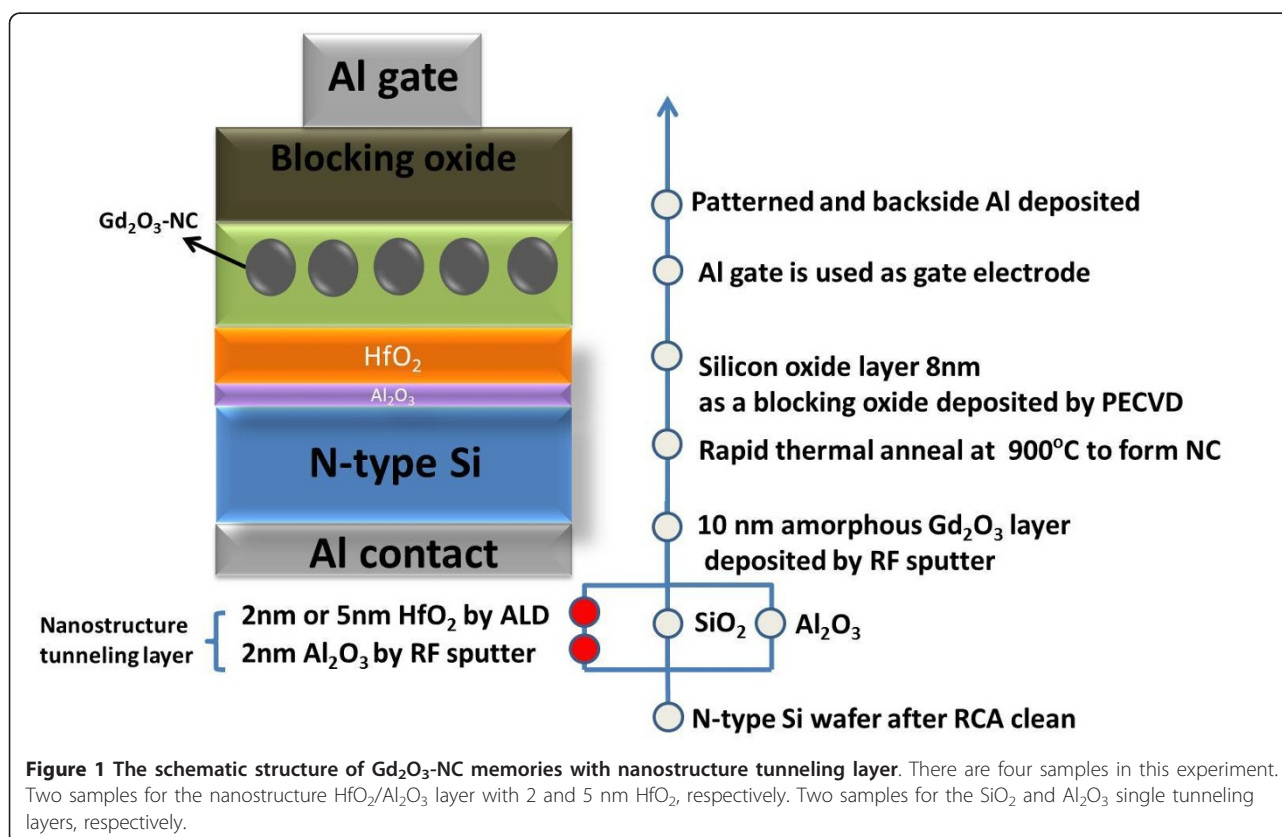 Al gate
Blocking oxide
Gd₂O₃-NC
HfO₂
Al₂O₃
N-type Si
Al contact
Patterned and backside Al deposited
Al gate is used as gate electrode
Silicon oxide layer 8nm
as a blocking oxide deposited by PECVD
Rapid thermal anneal at 900°C to form NC
10 nm amorphous Gd₂O₃ layer
deposited by RF sputter
Nanostructure
tunneling layer
2nm or 5nm HfO₂ by ALD
2nm Al₂O₃ by RF sputter
SiO₂
Al₂O₃
N-type Si wafer after RCA clean
Figure 1 The schematic structure of Gd₂O₃-NC memories with nanostructure tunneling layer. There are four samples in this experiment.
Two samples for the nanostructure HfO₂/Al₂O₃ layer with 2 and 5 nm HfO₂, respectively. Two samples for the SiO₂ and Al₂O₃ single tunneling
layers, respectively.